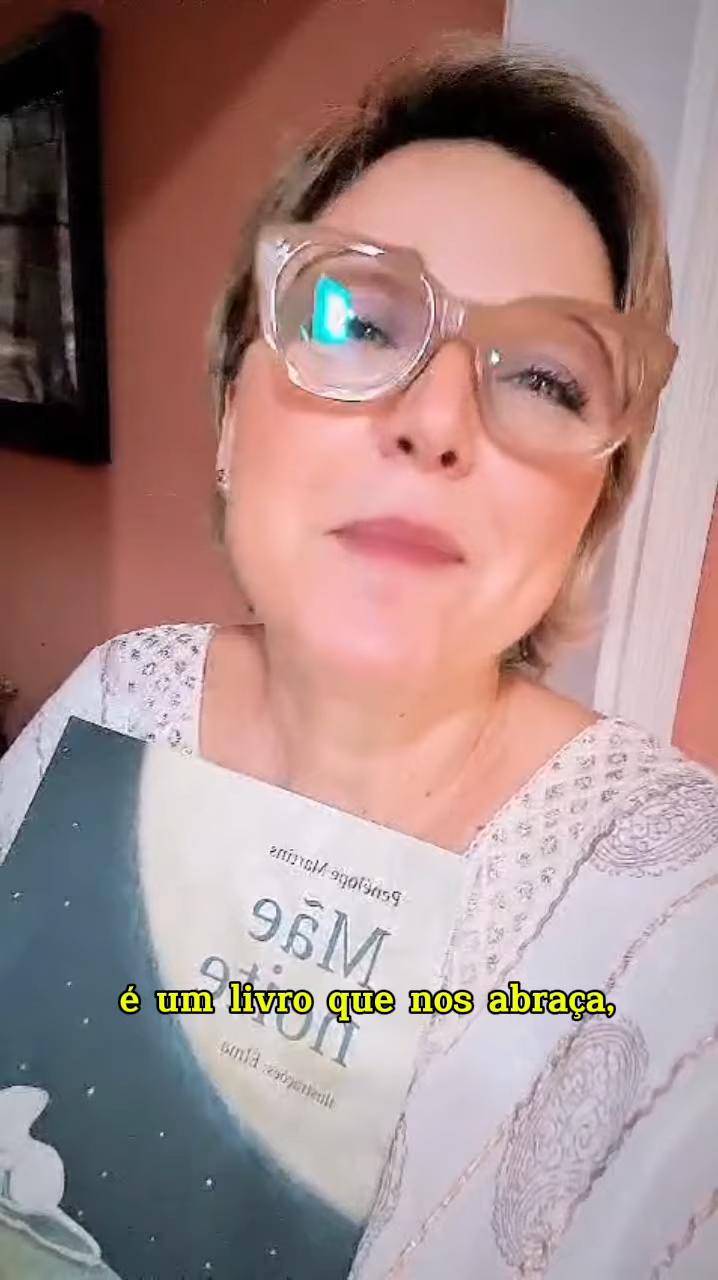 Penélope Martins
Mãe
noite
é um livro que nos abraça,
Ilustrações: Elma